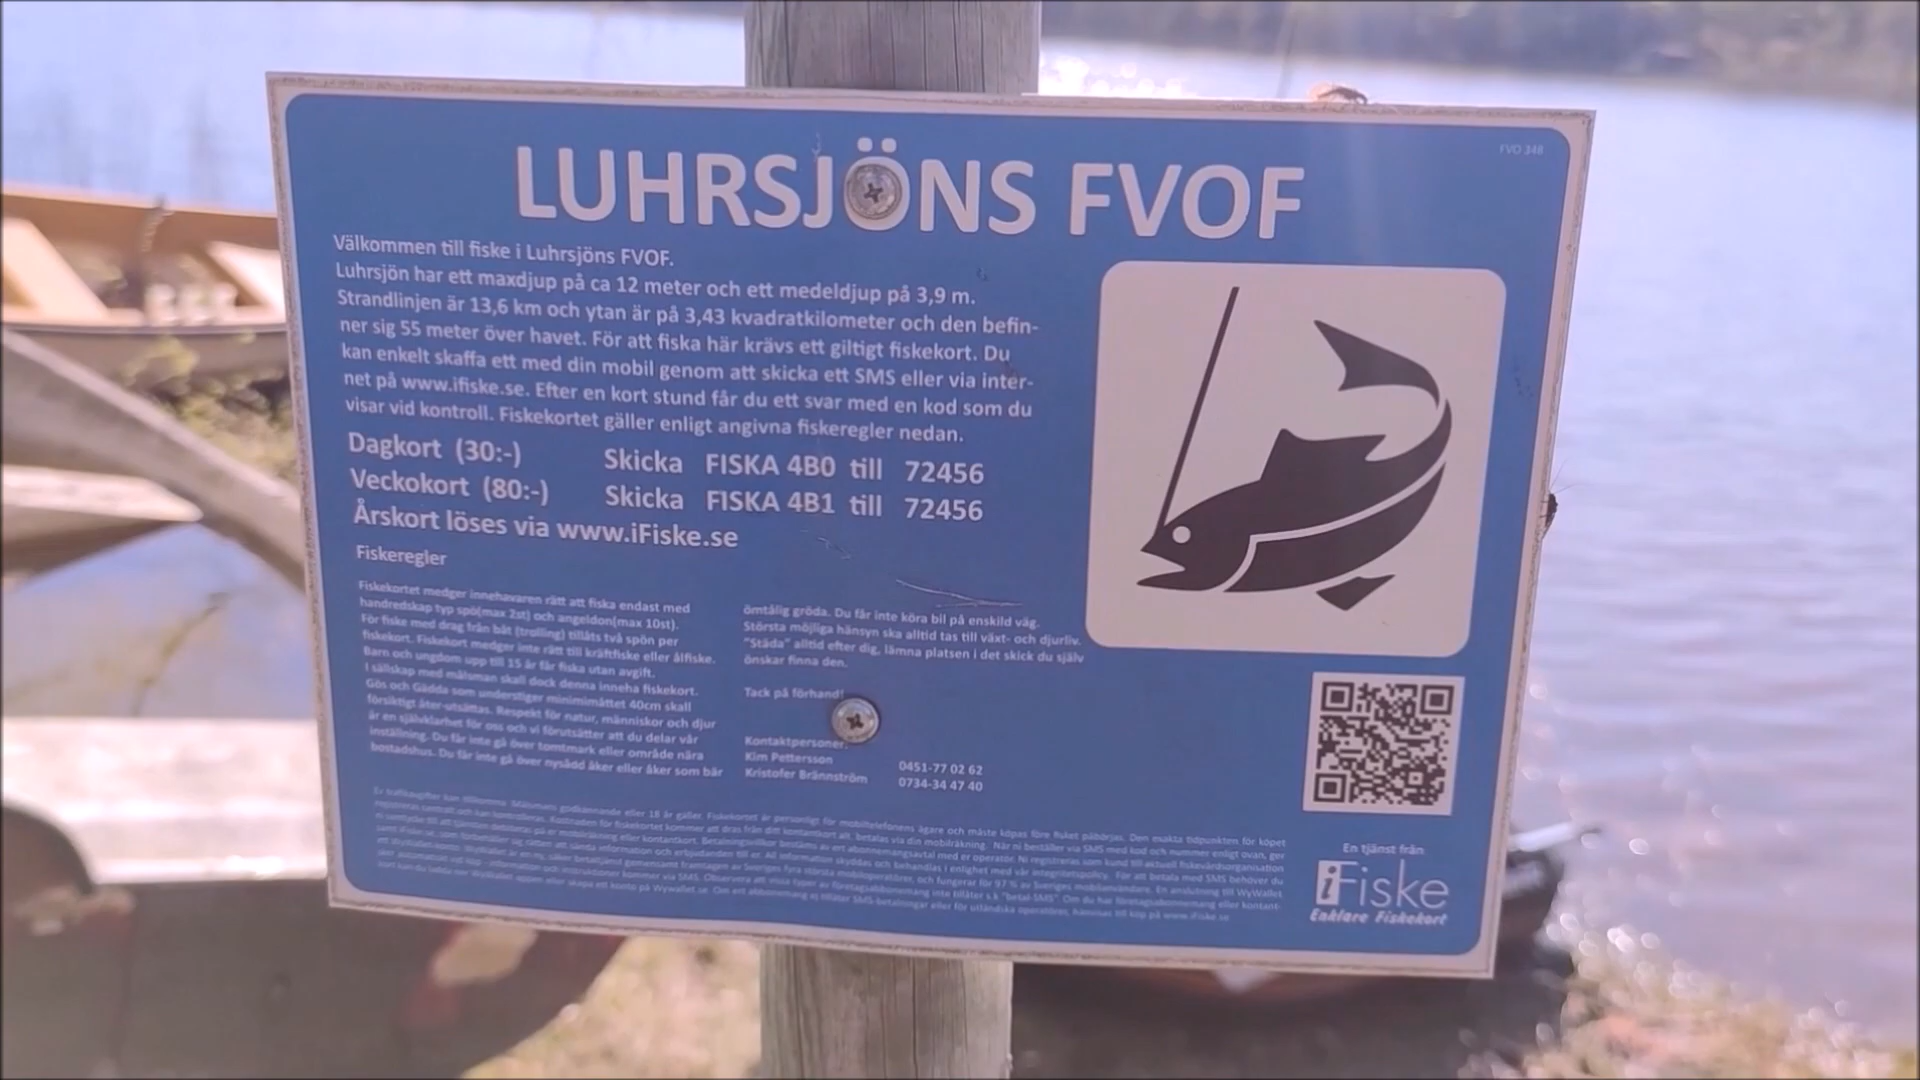 LUHRSJÖNS FVOF
FVO 348
Välkommen till fiske i Luhrsjöns FVOF.
Luhrsjön har ett maxdjup på ca 12 meter och ett medeldjup på 3,9 m.
Strandlinjen är 13,6 km och ytan är på 3,43 kvadratkilometer och den befin-
ner sig 55 meter över havet. För att fiska här krävs ett giltigt fiskekort. Du
kan enkelt skaffa ett med din mobil genom att skicka ett SMS eller via inter-
net på www.ifiske.se. Efter en kort stund får du ett svar med en kod som du
visar vid kontroll. Fiskekortet gäller enligt angivna fiskeregler nedan.
Dagkort (30:-) Skicka FISKA 4B0 till 72456
Veckokort (80:-) Skicka FISKA 4B1 till 72456
Årskort löses via www.iFiske.se
Fiskeregler
Fiskekortet medger innehavaren rätt att fiska endast med
handredskap typ spö(max 2st) och angeldon(max 10st).
För fiske med drag från båt (trolling) tillåts två spön per
fiskekort. Fiskekort medger inte rätt till kräftfiske eller ålfiske.
Barn och ungdom upp till 15 år får fiska utan avgift.
I sällskap med målsman skall dock denna inneha fiskekort.
Gös och Gädda som understiger minimimåttet 40cm skall
försiktigt åter-utsättas. Respekt för natur, människor och djur
är en självklarhet för oss och vi förutsätter att du delar vår
inställning. Du får inte gå över tomtmark eller område nära
bostadshus. Du får inte gå över nysådd åker eller åker som bär
ömtålig gröda. Du får inte köra bil på enskild väg.
Största möjliga hänsyn ska alltid tas till växt- och djurliv.
"Städa" alltid efter dig, lämna platsen i det skick du själv
önskar finna den.
Tack på förhand!
Kontaktpersoner:
Kim Pettersson 0451-77 02 62
Kristofer Brännström 0734-34 47 40
En tjänst från
iFiske
Enklare Fiskekort